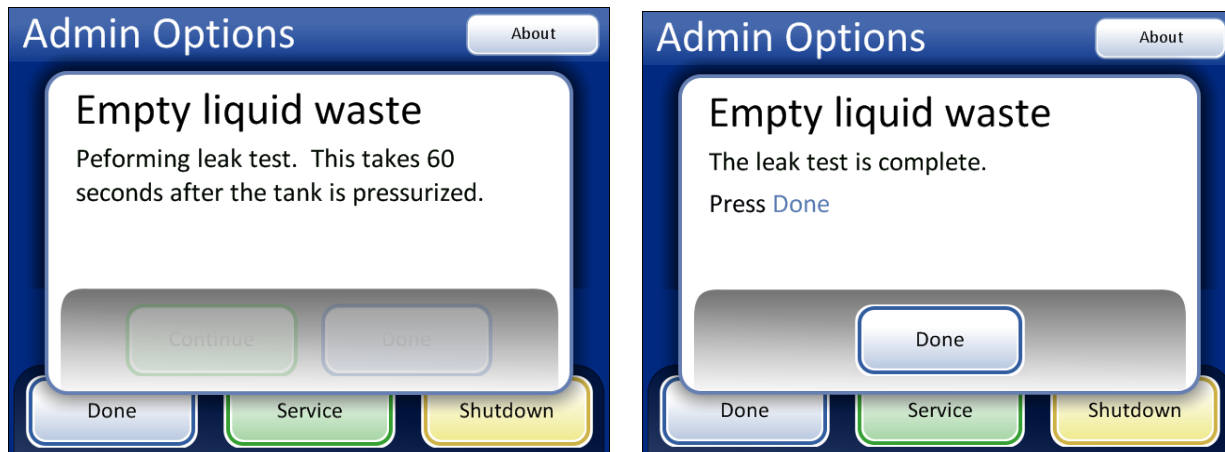 Admin Options
About
Empty liquid waste
Peforming leak test.  This takes 60
seconds after the tank is pressurized.
Continue
Done
Done
Service
Shutdown
Admin Options
About
Empty liquid waste
The leak test is complete.
Press Done
Done
Done
Service
Shutdown